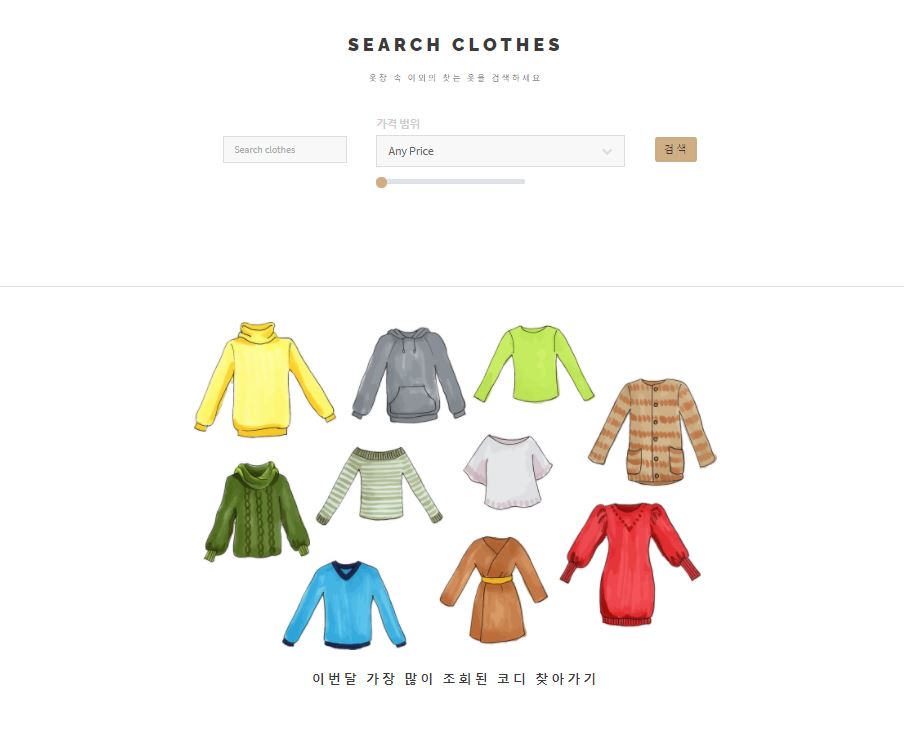 SEARCH CLOTHES
옷장 속 이외의 찾는 옷을 검색하세요
가격 범위
Search clothes
Any Price
검색
이번달 가장 많이 조회된 코디 찾아가기